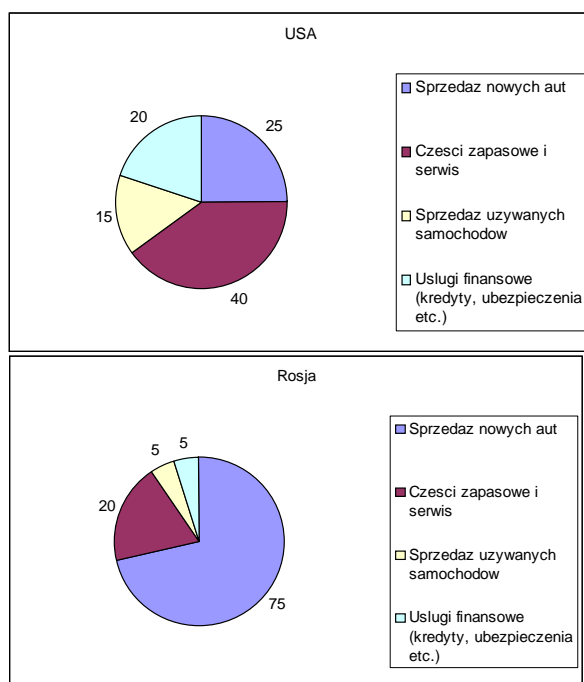 USA
20
25
15
40
Sprzedaz nowych aut
Czesci zapasowe i
serwis
Sprzedaz uzywanych
samochodow
Uslugi finansowe
(kredyty, ubezpieczenia
etc.)
Rosja
5
5
20
75
Sprzedaz nowych aut
Czesci zapasowe i
serwis
Sprzedaz uzywanych
samochodow
Uslugi finansowe
(kredyty, ubezpieczenia
etc.)